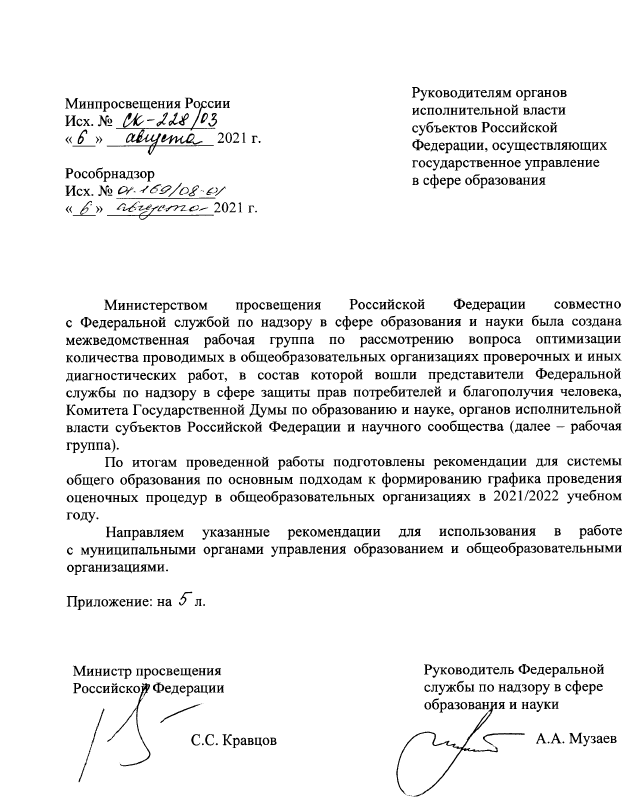 Минпросвещения России
Исх. № СК-228/03
« 6 » августа 2021 г.
Рособрнадзор
Исх. № 01-169/08-01
« 6 » августа 2021 г.
Руководителям органов
исполнительной власти
субъектов Российской
Федерации, осуществляющих
государственное управление
в сфере образования
Министерством просвещения Российской Федерации совместно
с Федеральной службой по надзору в сфере образования и науки была создана
межведомственная рабочая группа по рассмотрению вопроса оптимизации
количества проводимых в общеобразовательных организациях проверочных и иных
диагностических работ, в состав которой вошли представители Федеральной
службы по надзору в сфере защиты прав потребителей и благополучия человека,
Комитета Государственной Думы по образованию и науке, органов исполнительной
власти субъектов Российской Федерации и научного сообщества (далее – рабочая
группа).
По итогам проведенной работы подготовлены рекомендации для системы
общего образования по основным подходам к формированию графика проведения
оценочных процедур в общеобразовательных организациях в 2021/2022 учебном
году.
Направляем указанные рекомендации для использования в работе
с муниципальными органами управления образованием и общеобразовательными
организациями.
Приложение: на 5 л.
Министр просвещения
Российской Федерации
С.С. Кравцов
Руководитель Федеральной
службы по надзору в сфере
образования и науки
А.А. Музаев